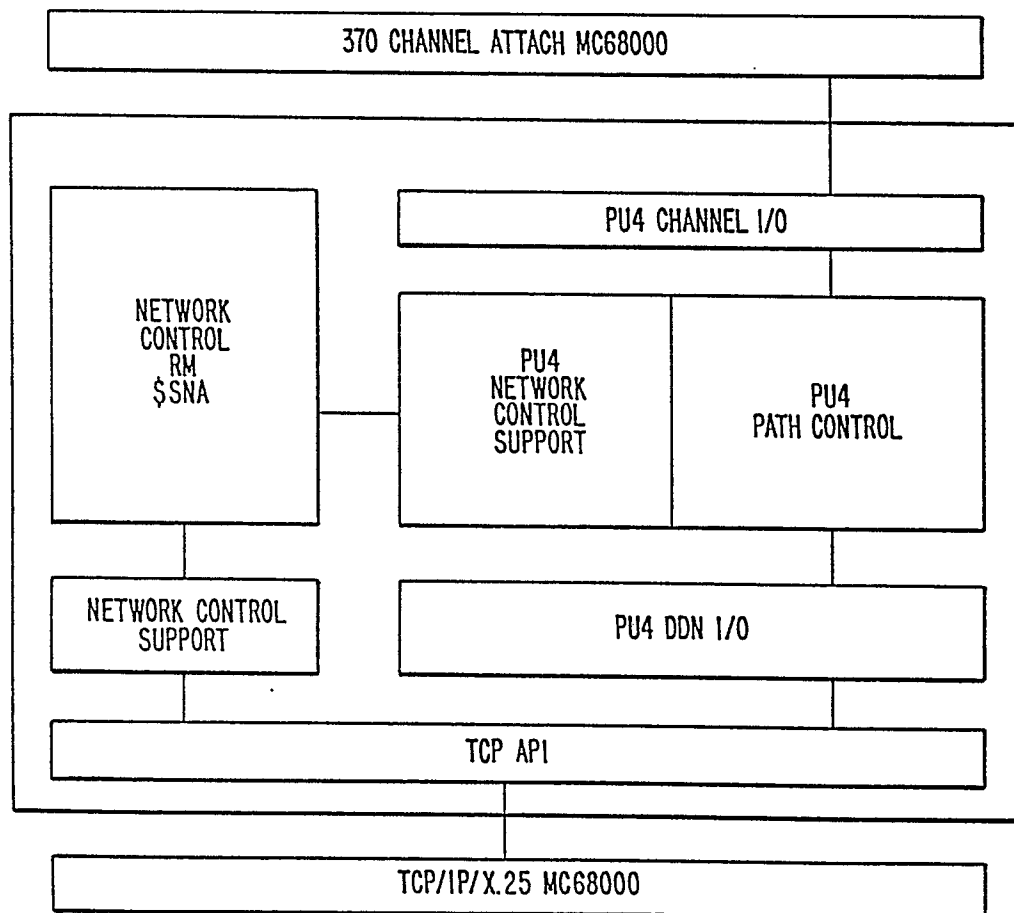 370 CHANNEL ATTACH MC68000
PU4 CHANNEL I/O
NETWORK
CONTROL
RM
$SNA
PU4
NETWORK
CONTROL
SUPPORT
PU4
PATH CONTROL
NETWORK CONTROL
SUPPORT
PU4 DDN I/O
TCP API
TCP/IP/X.25 MC68000